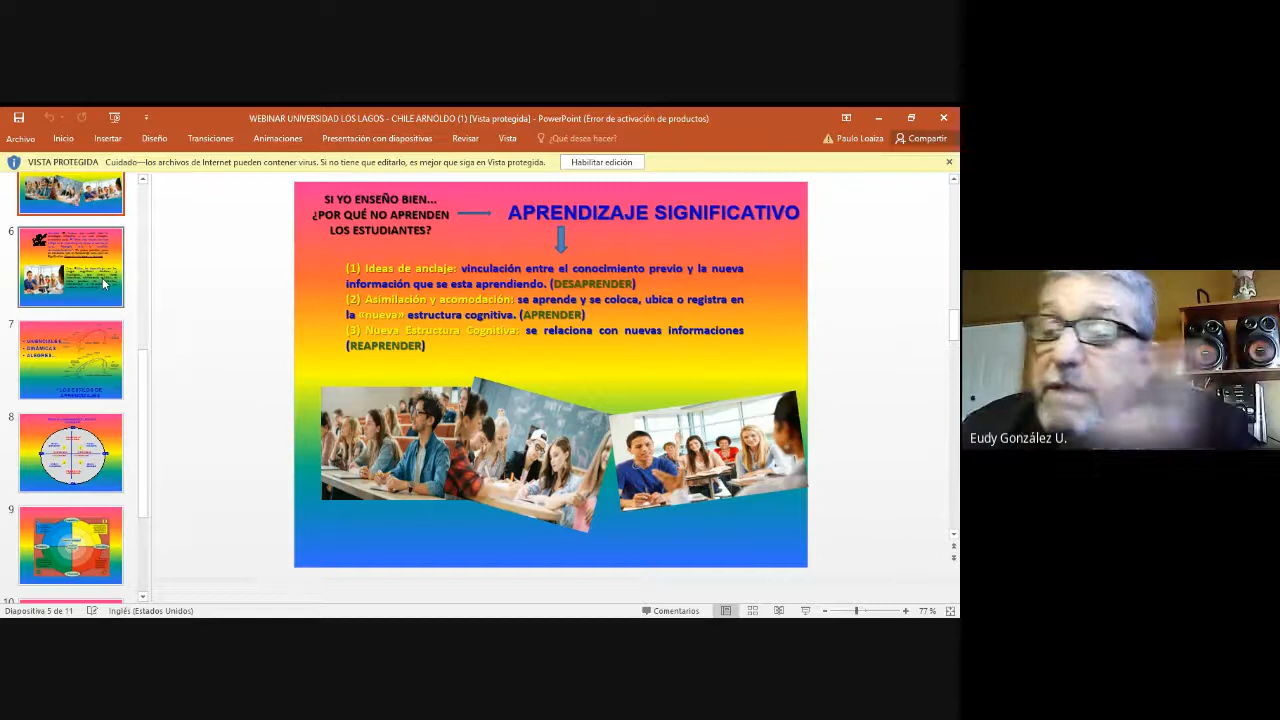 WEBINAR UNIVERSIDAD LOS LAGOS - CHILE ARNOLDO (1) [Vista protegida] - PowerPoint (Error de activación de productos)
Archivo Inicio Insertar Diseño Transiciones Animaciones Presentación con diapositivas Revisar Vista ¿Qué desea hacer? Paulo Loaiza Compartir
VISTA PROTEGIDA Cuidado—los archivos de Internet pueden contener virus. Si no tiene que editarlo, es mejor que siga en Vista protegida. Habilitar edición
6
7
VIVENCIALES
DINÁMICAS
ALEGRES.
8
9
10
SI YO ENSEÑO BIEN...
¿POR QUÉ NO APRENDEN
LOS ESTUDIANTES?
APRENDIZAJE SIGNIFICATIVO
(1) Ideas de anclaje: vinculación entre el conocimiento previo y la nueva
información que se esta aprendiendo. (DESAPRENDER)
(2) Asimilación y acomodación: se aprende y se coloca, ubica o registra en
la «nueva» estructura cognitiva. (APRENDER)
(3) Nueva Estructura Cognitiva: se relaciona con nuevas informaciones
(REAPRENDER)
Eudy González U.
Diapositiva 5 de 11 Inglés (Estados Unidos) Comentarios 77 %